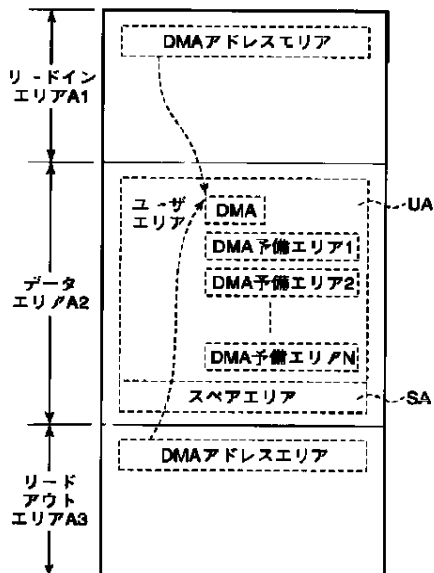 DMAアドレスエリア
リードイン
エリアA1
ユーザ
エリア
DMA
UA
DMA予備エリア1
DMA予備エリア2
データ
エリアA2
DMA予備エリアN
スペアエリア
SA
DMAアドレスエリア
リード
アウト
エリアA3